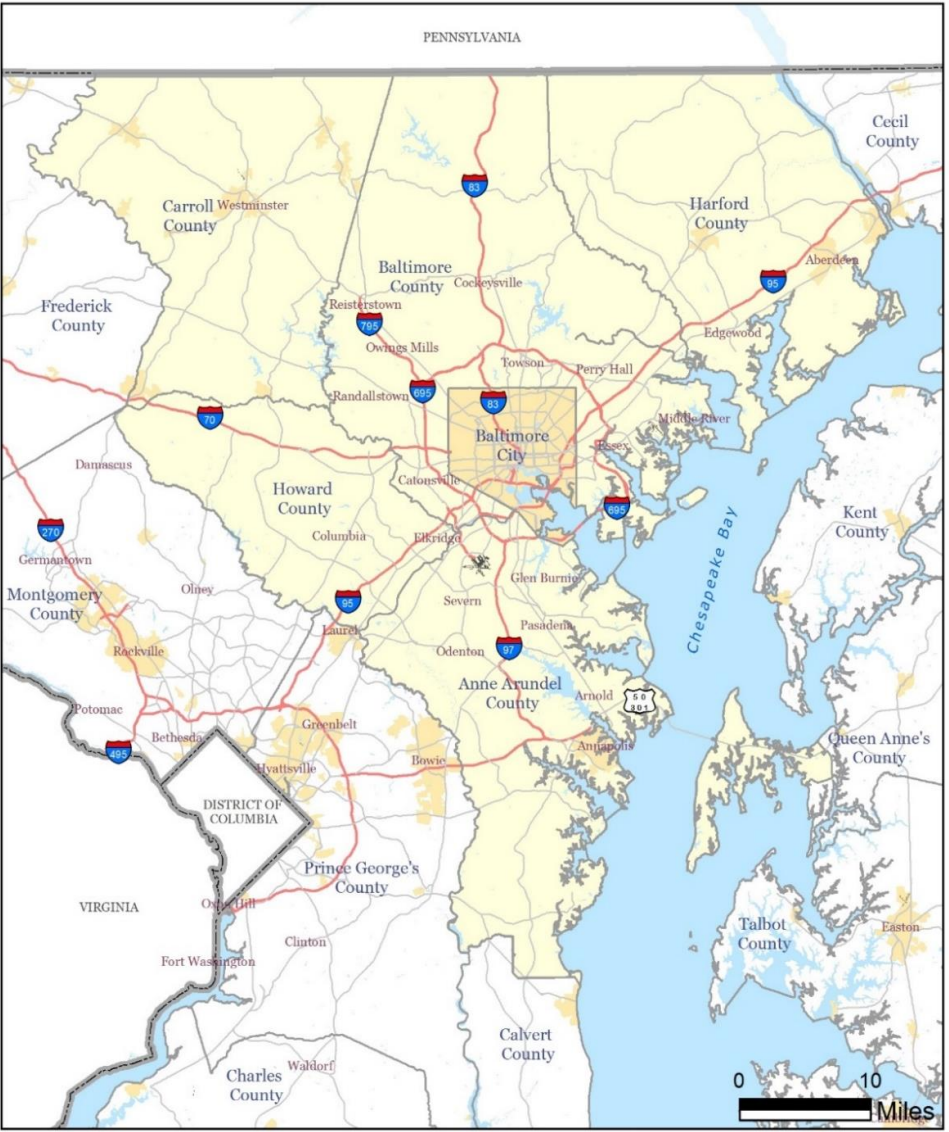 PENNSYLVANIA
Cecil
County
83
Carroll
County
Westminster
Harford
County
Baltimore
County
Cockeysville
Aberdeen
95
Frederick
County
Reisterstown
795
Edgewood
Owings Mills
Towson
Perry Hall
Randallstown
695
83
70
Middle River
Baltimore
City
Essex
Damascus
Catonsville
Howard
County
695
Kent
County
270
Columbia
Elkridge
Chesapeake Bay
Germantown
Glen Burnie
Montgomery
County
Olney
95
Severn
Laurel
Pasadena
Rockville
Odenton
97
Anne Arundel
County
Arnold
50
301
Potomac
Greenbelt
Bethesda
495
Annapolis
Queen Anne's
County
Bowie
Hyattsville
DISTRICT OF
COLUMBIA
Prince George's
County
VIRGINIA
Oxon Hill
Talbot
County
Easton
Clinton
Fort Washington
Calvert
County
Waldorf
Charles
County
0 10
Miles
Cambridge